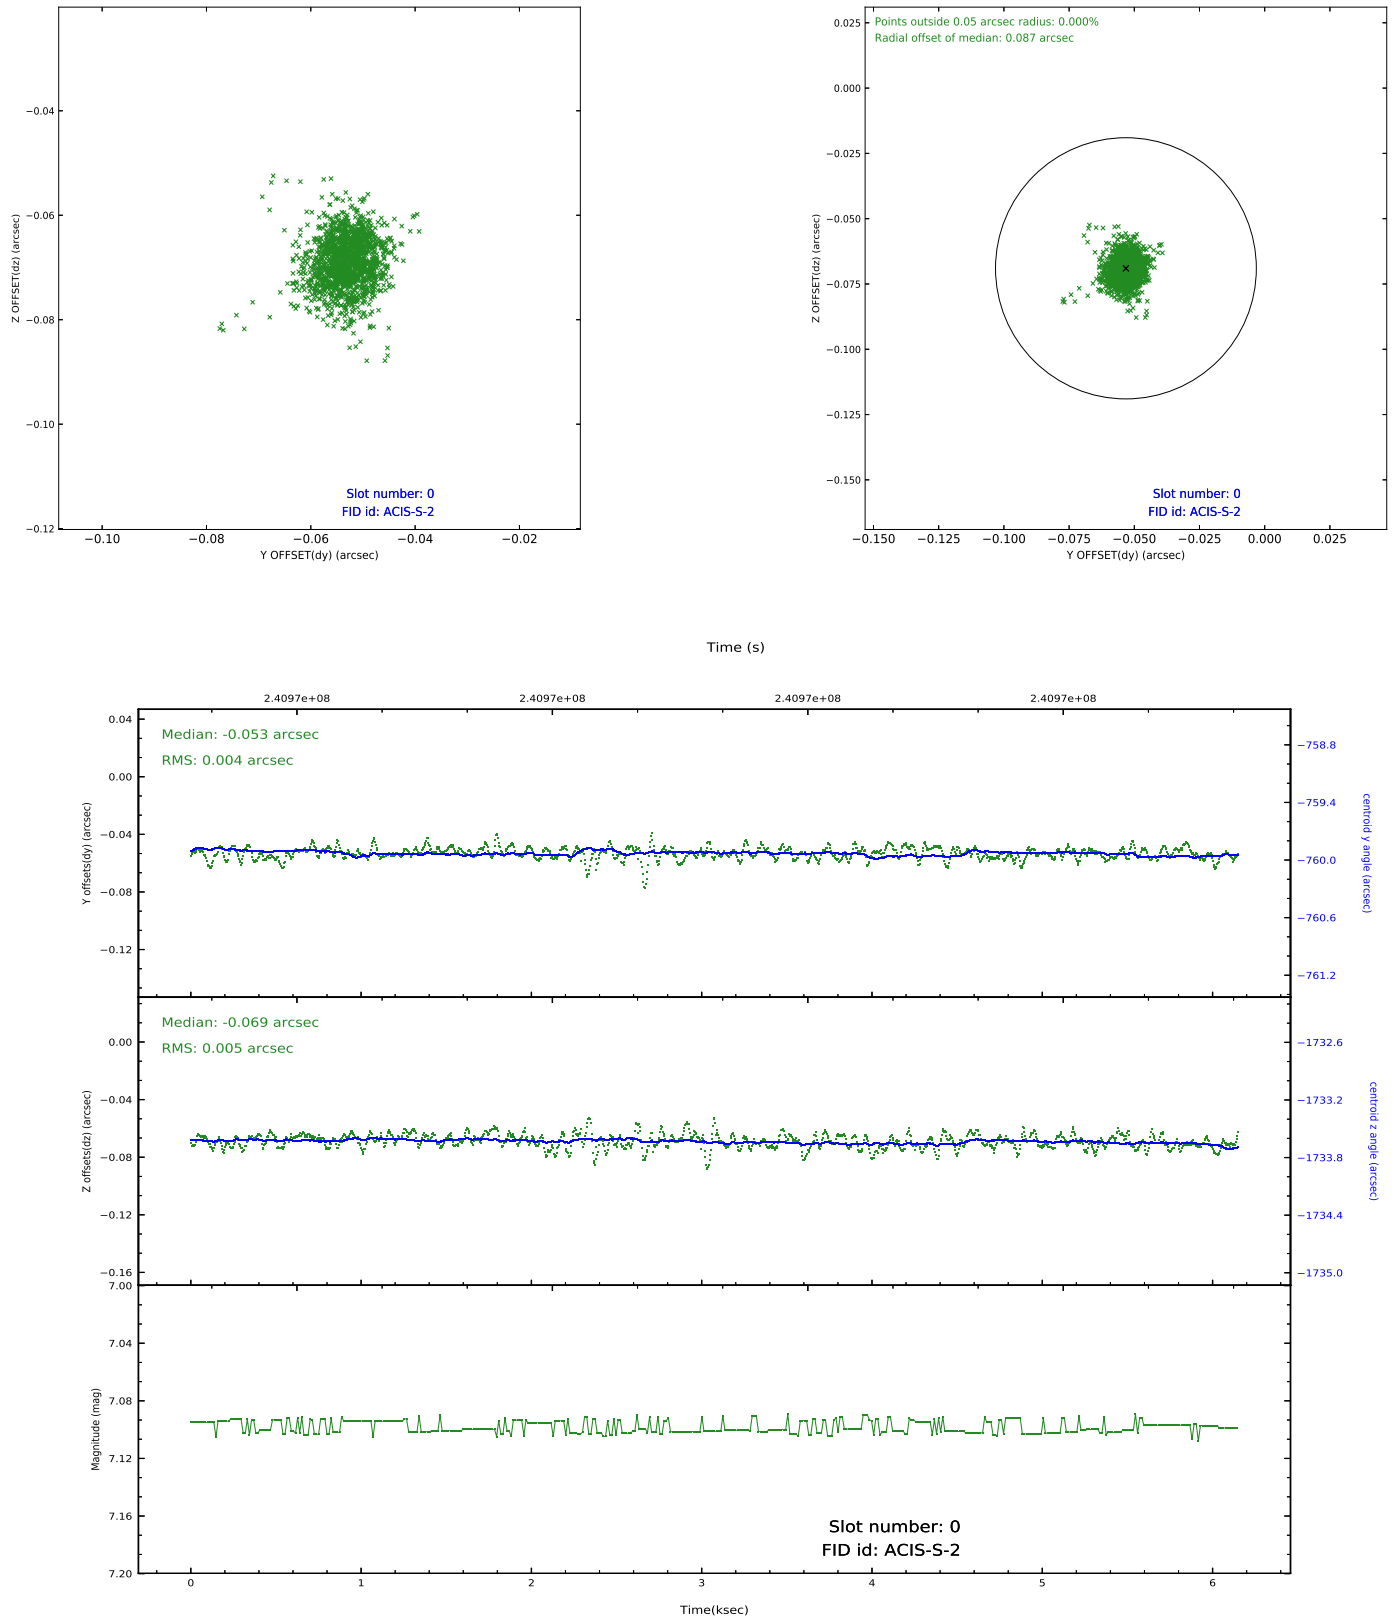 −0.04
−0.06
−0.08
−0.10
−0.12
Z OFFSET(dz) (arcsec)
Slot number: 0
FID id: ACIS-S-2
−0.10
−0.08
−0.06
−0.04
−0.02
Y OFFSET(dy) (arcsec)
Points outside 0.05 arcsec radius: 0.000%
Radial offset of median: 0.087 arcsec
0.025
0.000
−0.025
−0.050
−0.075
−0.100
−0.125
−0.150
Z OFFSET(dz) (arcsec)
Slot number: 0
FID id: ACIS-S-2
−0.150
−0.125
−0.100
−0.075
−0.050
−0.025
0.000
0.025
Y OFFSET(dy) (arcsec)
Time (s)
2.4097e+08
2.4097e+08
2.4097e+08
2.4097e+08
Median: -0.053 arcsec
RMS: 0.004 arcsec
0.04
0.00
−0.04
−0.08
−0.12
Y offsets(dy) (arcsec)
−758.8
−759.4
−760.0
−760.6
−761.2
centroid y angle (arcsec)
Median: -0.069 arcsec
RMS: 0.005 arcsec
0.00
−0.04
−0.08
−0.12
−0.16
Z offsets(dz) (arcsec)
−1732.6
−1733.2
−1733.8
−1734.4
−1735.0
centroid z angle (arcsec)
7.00
7.04
7.08
7.12
7.16
7.20
Magnitude (mag)
Slot number: 0
FID id: ACIS-S-2
0
1
2
3
4
5
6
Time(ksec)